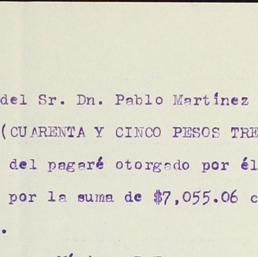 del Sr. Dn. Pablo Martínez
(CUARENTA Y CINCO PESOS TRE
del pagaré otorgado por él
por la suma de $7,055.06 c
.